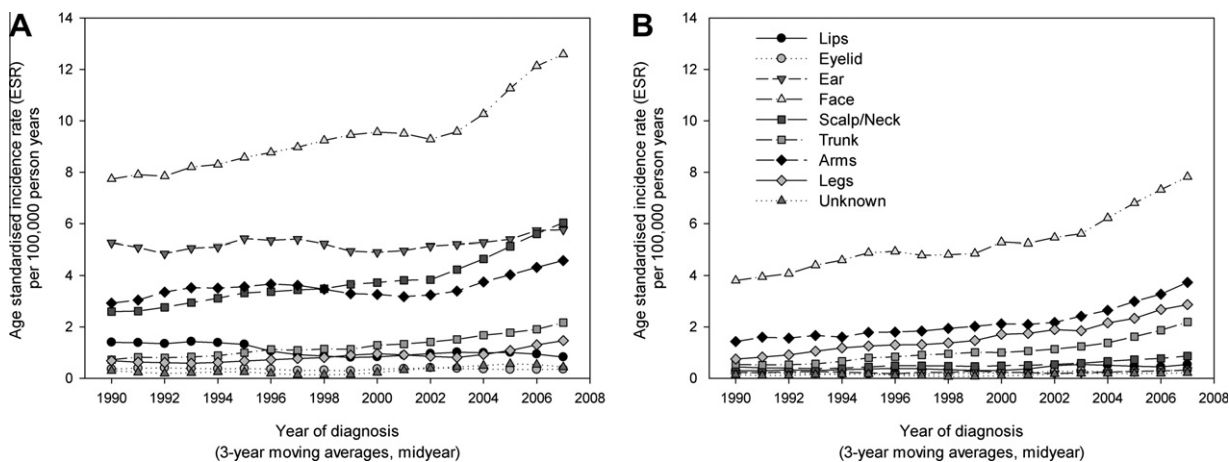 A
Age standardised incidence rate (ESR)
per 100,000 person years
14
12
10
8
6
4
2
0
1990 1992 1994 1996 1998 2000 2002 2004 2006 2008
Year of diagnosis
(3-year moving averages, midyear)
B
Age standardised incidence rate (ESR)
per 100,000 person years
14
12
10
8
6
4
2
0
Lips
Eyelid
Ear
Face
Scalp/Neck
Trunk
Arms
Legs
Unknown
1990 1992 1994 1996 1998 2000 2002 2004 2006 2008
Year of diagnosis
(3-year moving averages, midyear)